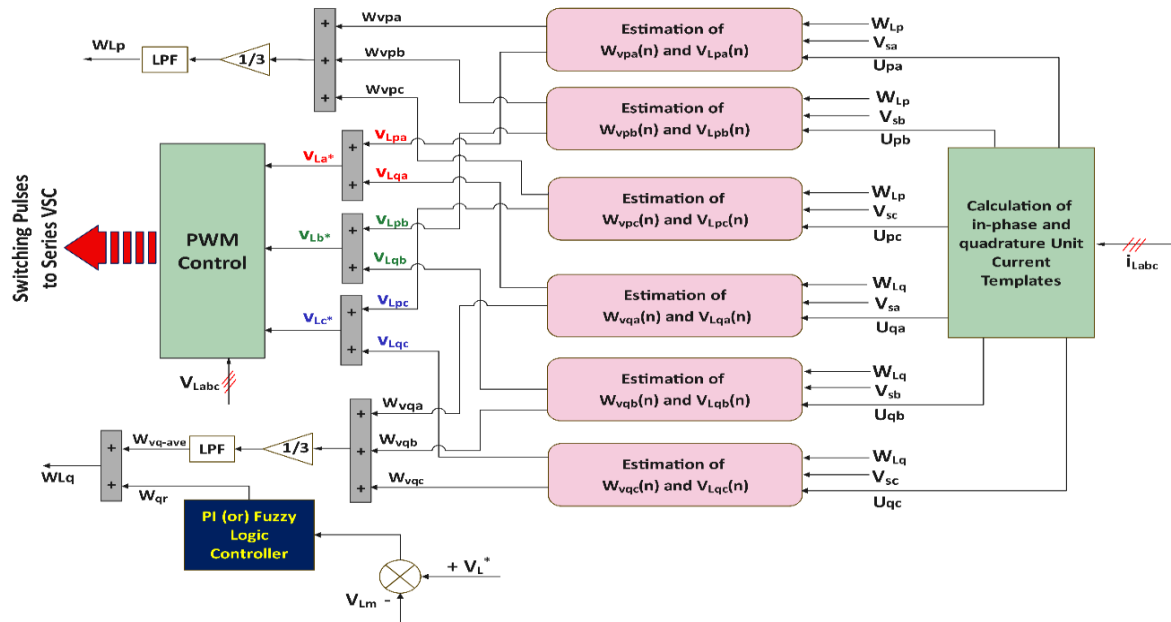 WLp
LPF
1/3
+
+
+
Wvpa
Wvpb
Wvpc
Estimation of
Wvpa(n) and VLpa(n)
WLp
Vsa
Upa
Estimation of
Wvpb(n) and VLpb(n)
WLp
Vsb
Upb
Estimation of
Wvpc(n) and VLpc(n)
WLp
Vsc
Upc
Estimation of
Wvqa(n) and VLqa(n)
WLq
Vsa
Uqa
Estimation of
Wvqb(n) and VLqb(n)
WLq
Vsb
Uqb
Estimation of
Wvqc(n) and VLqc(n)
WLq
Vsc
Uqc
Calculation of
in-phase and
quadrature Unit
Current
Templates
iLabc
Switching Pulses
to Series VSC
PWM
Control
VLabc
VLa*
+
+
VLpa
VLqa
VLb*
+
+
VLpb
VLqb
VLc*
+
+
VLpc
VLqc
WLq
+
+
Wvq-ave
LPF
1/3
+
+
+
Wvqa
Wvqb
Wvqc
Wqr
PI (or) Fuzzy
Logic
Controller
+ VL*
VLm -